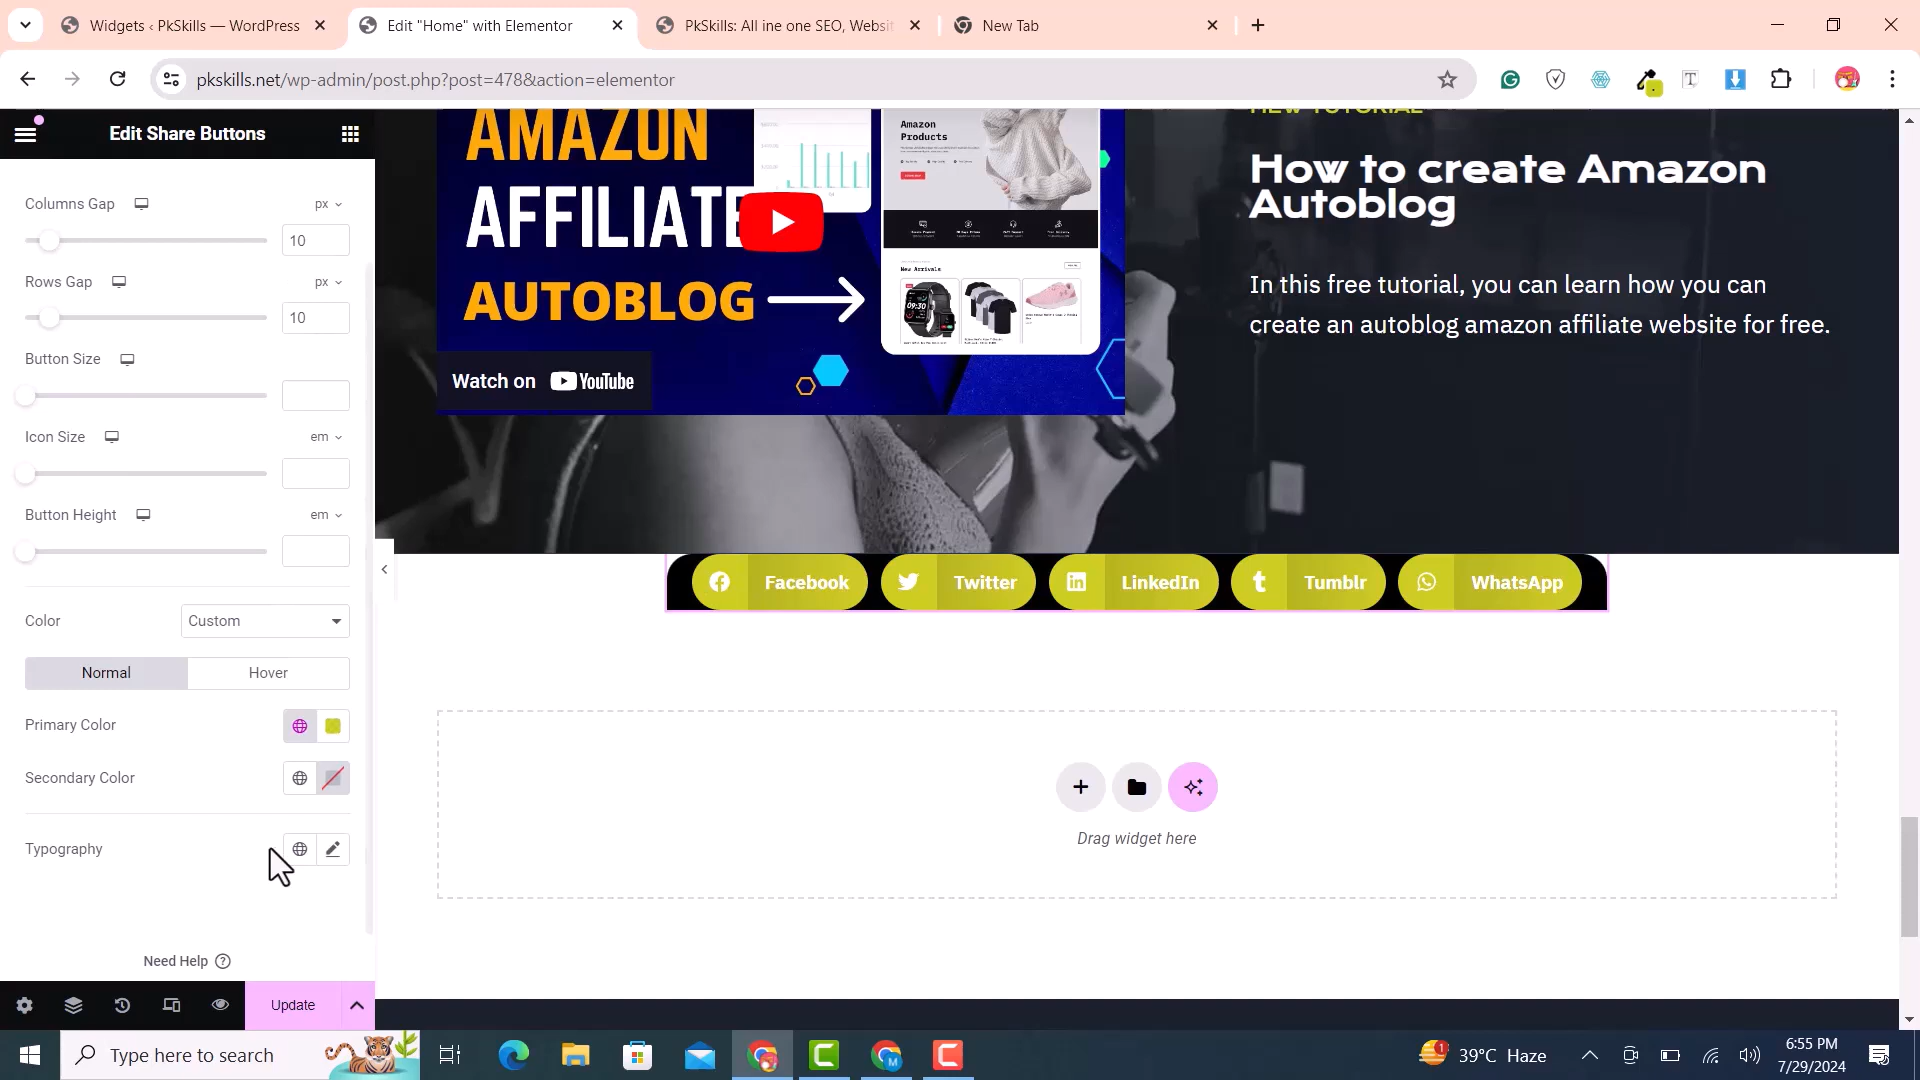 Widgets ‹ PkSkills — WordPress
Edit "Home" with Elementor
PkSkills: All ine one SEO, Websi
New Tab
pkskills.net/wp-admin/post.php?post=478&action=elementor
Edit Share Buttons
Columns Gap px
10
Rows Gap px
10
Button Size
Icon Size em
Button Height em
Color Custom
Normal Hover
Primary Color
Secondary Color
Typography
Need Help ?
Update
AMAZON
AFFILIATE
AUTOBLOG
Watch on YouTube
Amazon
Products
New Arrivals
09:30
NEW TUTORIAL
How to create Amazon
Autoblog
In this free tutorial, you can learn how you can
create an autoblog amazon affiliate website for free.
Facebook Twitter LinkedIn Tumblr WhatsApp
Drag widget here
Type here to search
39°C Haze
6:55 PM
7/29/2024